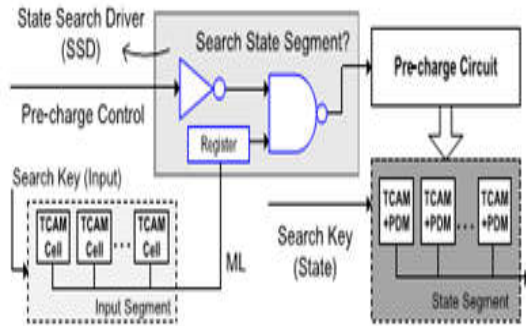 State Search Driver
(SSD)
Search State Segment?
Pre-charge Circuit
Pre-charge Control
Register
Search Key (Input)
TCAM
Cell
TCAM
Cell
...
TCAM
Cell
ML
Input Segment
Search Key
(State)
TCAM
+PDM
TCAM
+PDM
...
TCAM
+PDM
State Segment